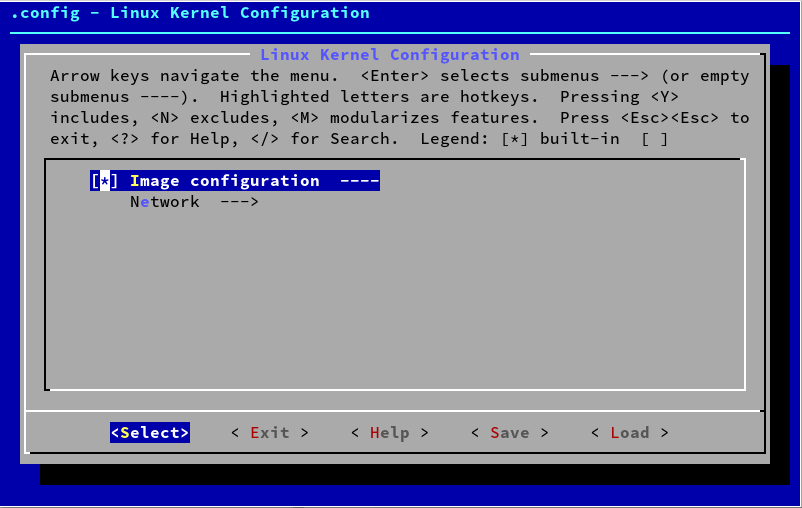 .config - Linux Kernel Configuration
Linux Kernel Configuration
Arrow keys navigate the menu.  <Enter> selects submenus ---> (or empty
submenus ----).  Highlighted letters are hotkeys.  Pressing <Y>
includes, <N> excludes, <M> modularizes features.  Press <Esc><Esc> to
exit, <?> for Help, </> for Search.  Legend: [*] built-in  [ ]
[*] Image configuration  ----
Network  --->
<Select>    < Exit >    < Help >    < Save >    < Load >